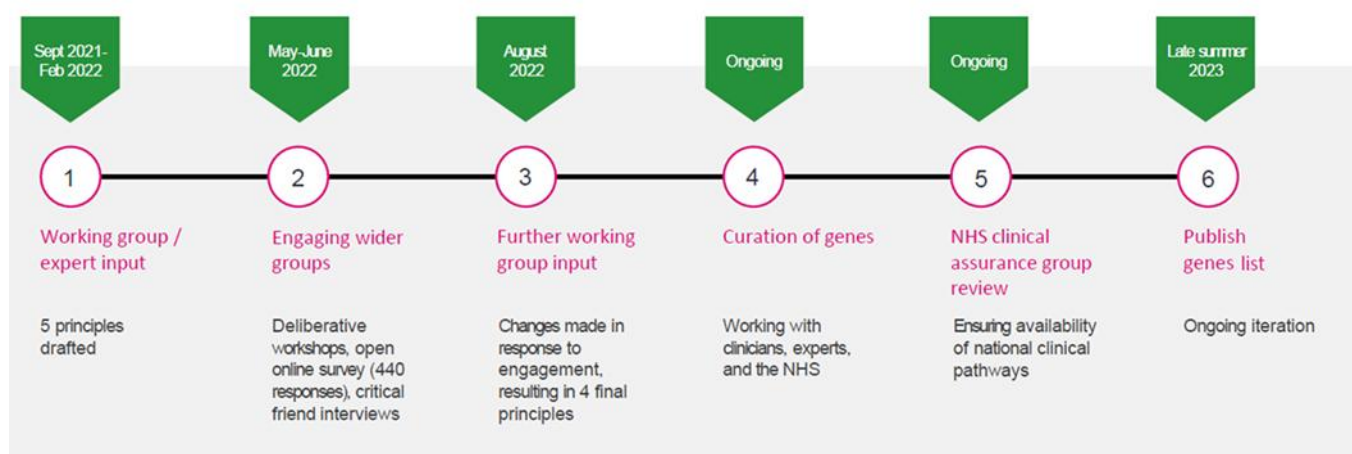 Sept 2021-
Feb 2022
May-June
2022
August
2022
Ongoing
Ongoing
Late summer
2023
1
2
3
4
5
6
Working group /
expert input
Engaging wider
groups
Further working
group input
Curation of genes
NHS clinical
assurance group
review
Publish
genes list
5 principles
drafted
Deliberative
workshops, open
online survey (440
responses), critical
friend interviews
Changes made in
response to
engagement,
resulting in 4 final
principles
Working with
clinicians, experts,
and the NHS
Ensuring availability
of national clinical
pathways
Ongoing iteration